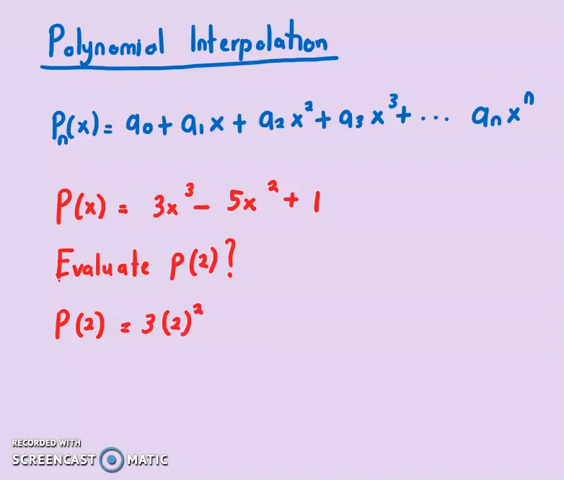 Polynomial Interpolation
Pₙ(x) = a₀ + a₁x + a₂x² + a₃x³ + ... aₙxⁿ
P(x) = 3x³ - 5x² + 1
Evaluate P(2)?
P(2) = 3(2)²
RECORDED WITH
SCREENCAST MATIC